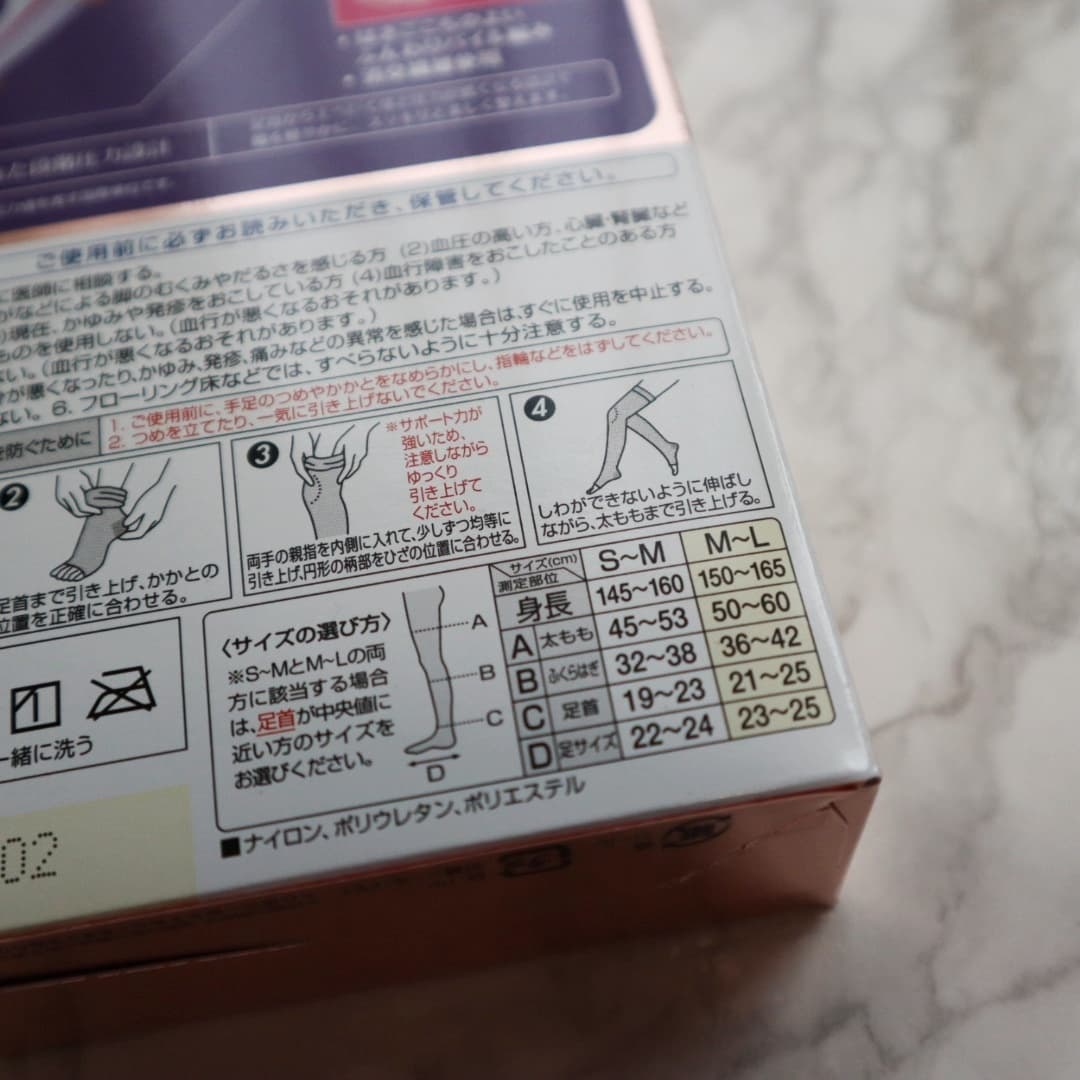 ご使用前に必ずお読みいただき、保管してください。
に医師に相談する。
がなどによる脚のむくみやだるさを感じる方 (2)血圧の高い方、心臓・腎臓など
現在、かゆみや発疹をおこしている方 (4)血行障害をおこしたことのある方
ものを使用しない。(血行が悪くなるおそれがあります。)
ない。(血行が悪くなるおそれがあります。)
分が悪くなったり、かゆみ、発疹、痛みなどの異常を感じた場合は、すぐに使用を中止する。
ない。 6. フローリング床などでは、すべらないように十分注意する。
を防ぐために
1. ご使用前に、手足のつめやかかとをなめらかにし、指輪などをはずしてください。
2. つめを立てたり、一気に引き上げないでください。
2
足首まで引き上げ、かかとの
位置を正確に合わせる。
3
※サポート力が
強いため、
注意しながら
ゆっくり
引き上げて
ください。
両手の親指を内側に入れて、少しずつ均等に
引き上げ、円形の柄部をひざの位置に合わせる。
4
しわができないように伸ばし
ながら、太ももまで引き上げる。
一緒に洗う
〈サイズの選び方〉
※S~MとM~Lの両
方に該当する場合
は、足首が中央値に
近い方のサイズを
お選びください。
A
B
C
D
サイズ(cm) 測定部位 S~M M~L
身長 145~160 150~165
A 太もも 45~53 50~60
B ふくらはぎ 32~38 36~42
C 足首 19~23 21~25
D 足サイズ 22~24 23~25
■ナイロン、ポリウレタン、ポリエステル
02